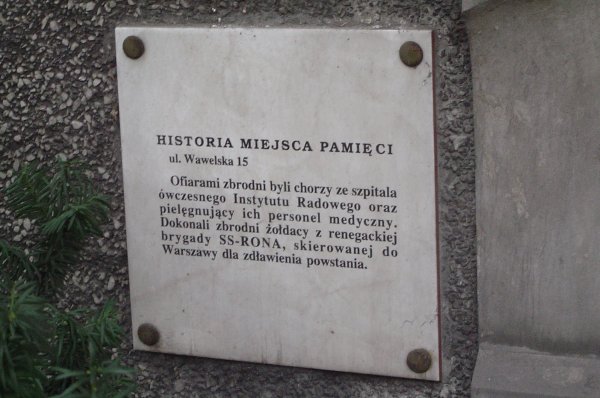 HISTORIA MIEJSCA PAMIĘCI
ul. Wawelska 15
Ofiarami zbrodni byli chorzy ze szpitala
ówczesnego Instytutu Radowego oraz
pielęgnujący ich personel medyczny.
Dokonali zbrodni żołdacy z renegackiej
brygady SS-RONA, skierowanej do
Warszawy dla zdławienia powstania.